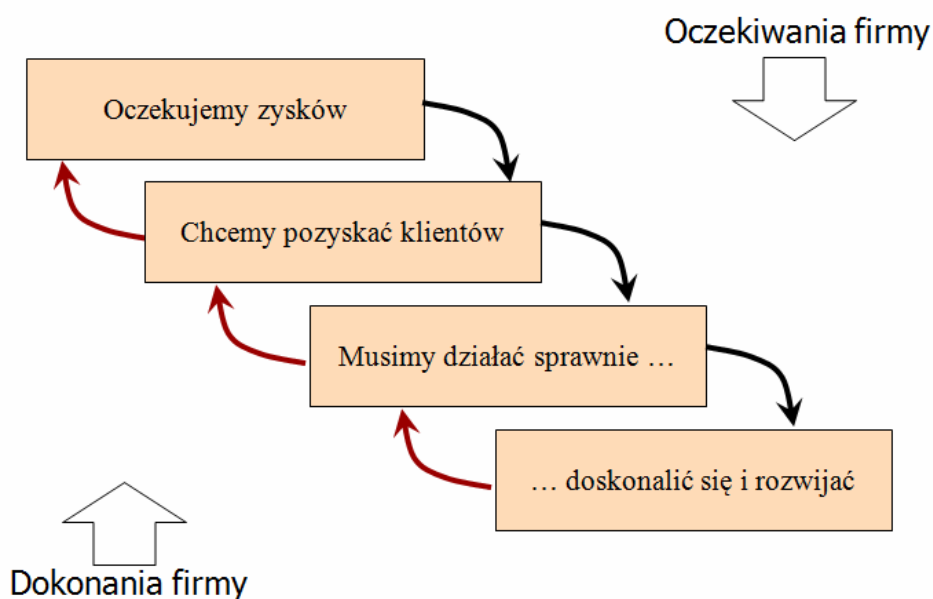 Oczekiwania firmy
Oczekujemy zysków
Chcemy pozyskać klientów
Musimy działać sprawnie …
… doskonalić się i rozwijać
Dokonania firmy